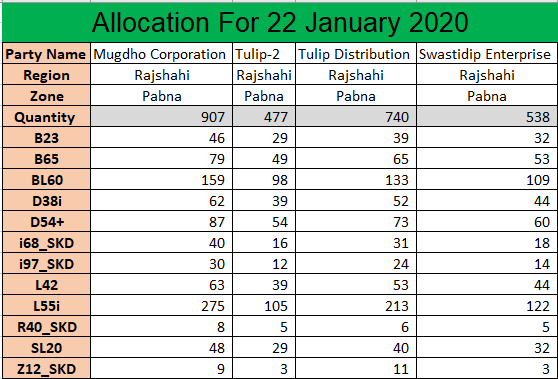 Allocation For 22 January 2020
Party Name Mugdho Corporation Tulip-2 Tulip Distribution Swastidip Enterprise
Region Rajshahi Rajshahi Rajshahi Rajshahi
Zone Pabna Pabna Pabna Pabna
Quantity 907 477 740 538
B23 46 29 39 32
B65 79 49 65 53
BL60 159 98 133 109
D38i 62 39 52 44
D54+ 87 54 73 60
i68_SKD 40 16 31 18
i97_SKD 30 12 24 14
L42 63 39 53 44
L55i 275 105 213 122
R40_SKD 8 5 6 5
SL20 48 29 40 32
Z12_SKD 9 3 11 3